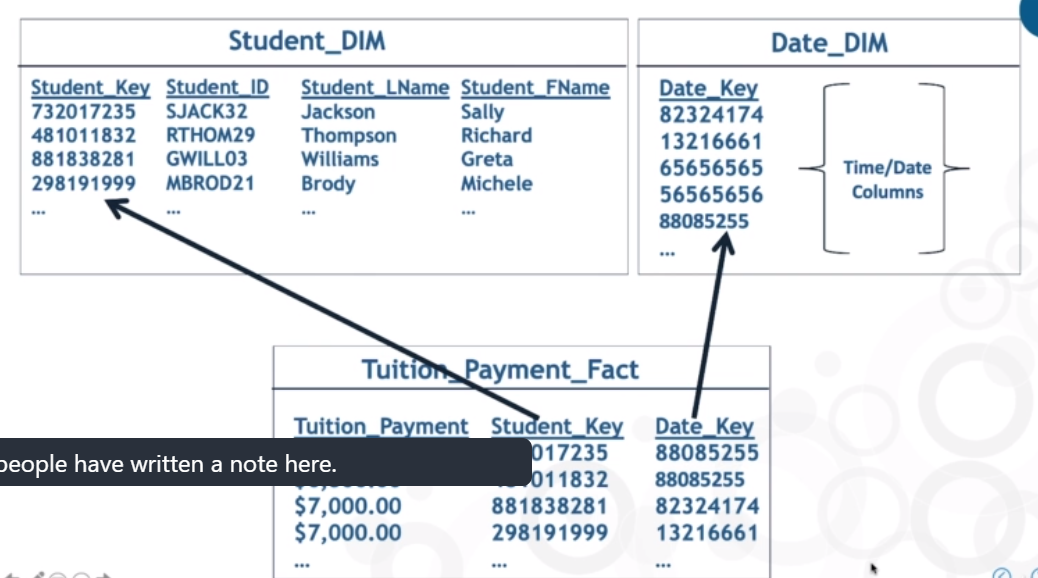 Student_DIM
Student_Key Student_ID Student_LName Student_FName
732017235 SJACK32 Jackson Sally
481011832 RTHOM29 Thompson Richard
881838281 GWILL03 Williams Greta
298191999 MBROD21 Brody Michele
... ... ... ...
Date_DIM
Date_Key
82324174
13216661
65656565
56565656
88085255
...
Time/Date
Columns
Tuition_Payment_Fact
Tuition_Payment Student_Key Date_Key
017235 88085255
people have written a note here.
011832 88085255
$7,000.00 881838281 82324174
$7,000.00 298191999 13216661
... ... ...